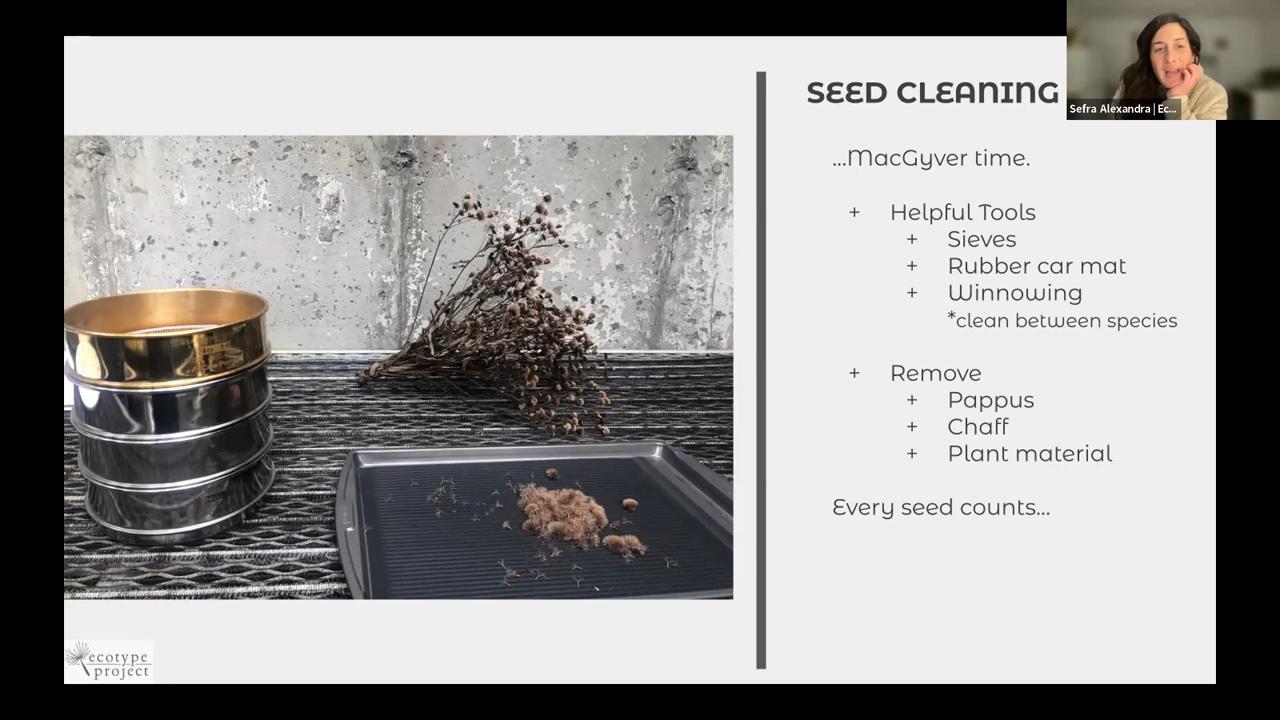 SEED CLEANING
Sefra Alexandra | Ec...
...MacGyver time.
+ Helpful Tools
+ Sieves
+ Rubber car mat
+ Winnowing
*clean between species
+ Remove
+ Pappus
+ Chaff
+ Plant material
Every seed counts...
ecotype
project